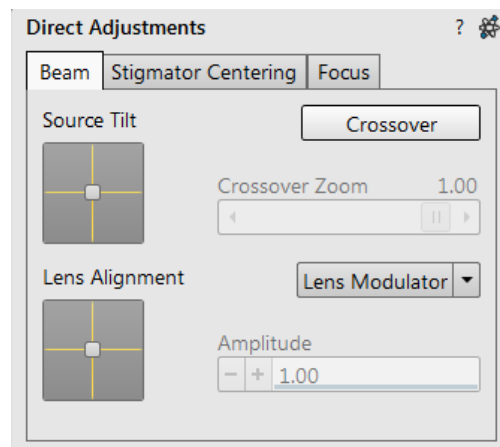 Direct Adjustments ?
Beam Stigmator Centering Focus
Source Tilt Crossover
Crossover Zoom 1.00
Lens Alignment Lens Modulator
Amplitude
− + 1.00